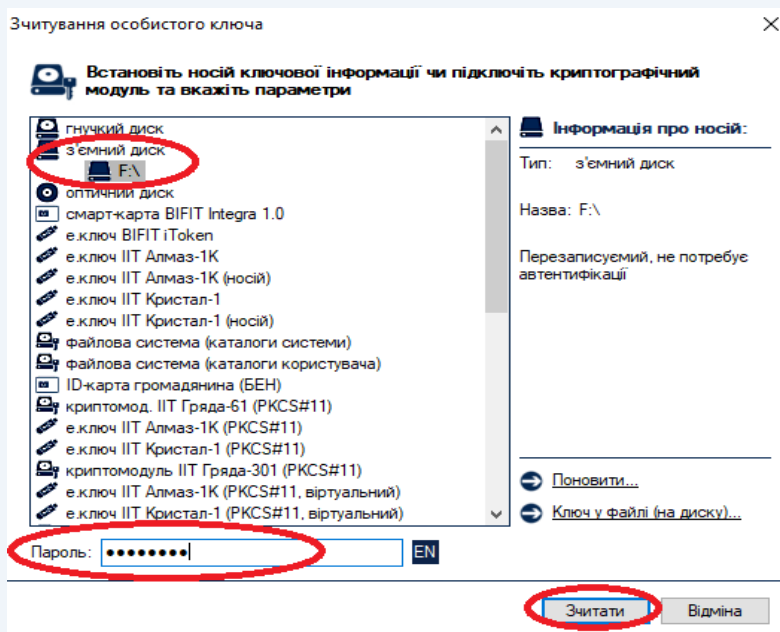 Зчитування особистого ключа
Встановіть носій ключової інформації чи підключіть криптографічний
модуль та вкажіть параметри
гнучкий диск
з'ємний диск
F:\
оптичний диск
смарт-карта BIFIT Integra 1.0
е.ключ BIFIT iToken
е.ключ ІІТ Алмаз-1К
е.ключ ІІТ Алмаз-1К (носій)
е.ключ ІІТ Кристал-1
е.ключ ІІТ Кристал-1 (носій)
файлова система (каталоги системи)
файлова система (каталоги користувача)
ID-карта громадянина (БЕН)
криптомод. ІІТ Гряда-61 (PKCS#11)
е.ключ ІІТ Алмаз-1К (PKCS#11)
е.ключ ІІТ Кристал-1 (PKCS#11)
криптомодуль ІІТ Гряда-301 (PKCS#11)
е.ключ ІІТ Алмаз-1К (PKCS#11, віртуальний)
е.ключ ІІТ Кристал-1 (PKCS#11, віртуальний)
Інформація про носій:
Тип: з'ємний диск
Назва: F:\
Перезаписуємий, не потребує
автентифікації
Поновити...
Ключ у файлі (на диску)...
Пароль: ●●●●●●●● EN
Зчитати Відміна